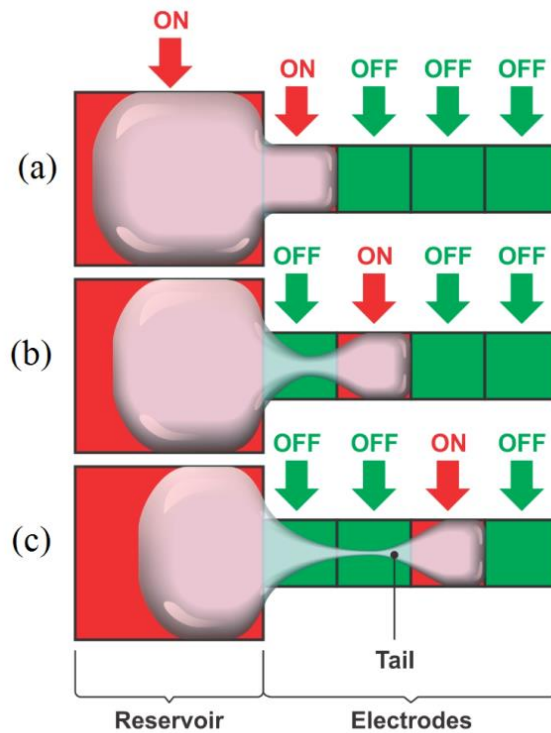 ON
ON OFF OFF OFF
(a)
OFF ON OFF OFF
(b)
OFF OFF ON OFF
(c)
Tail
Reservoir Electrodes